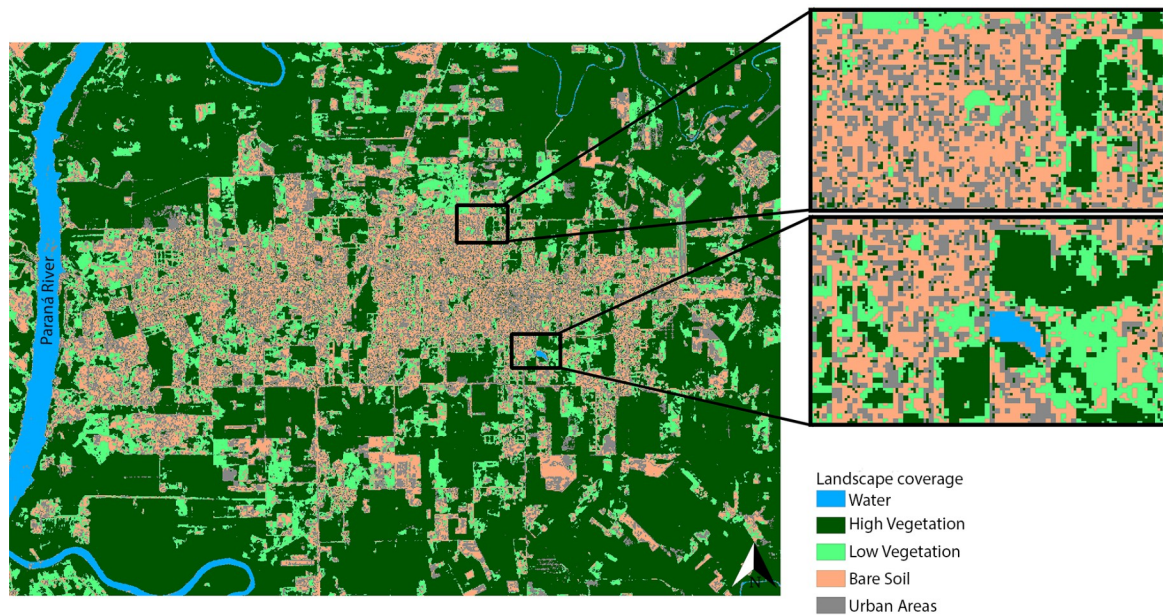 Paraná River
Landscape coverage
Water
High Vegetation
Low Vegetation
Bare Soil
Urban Areas
N